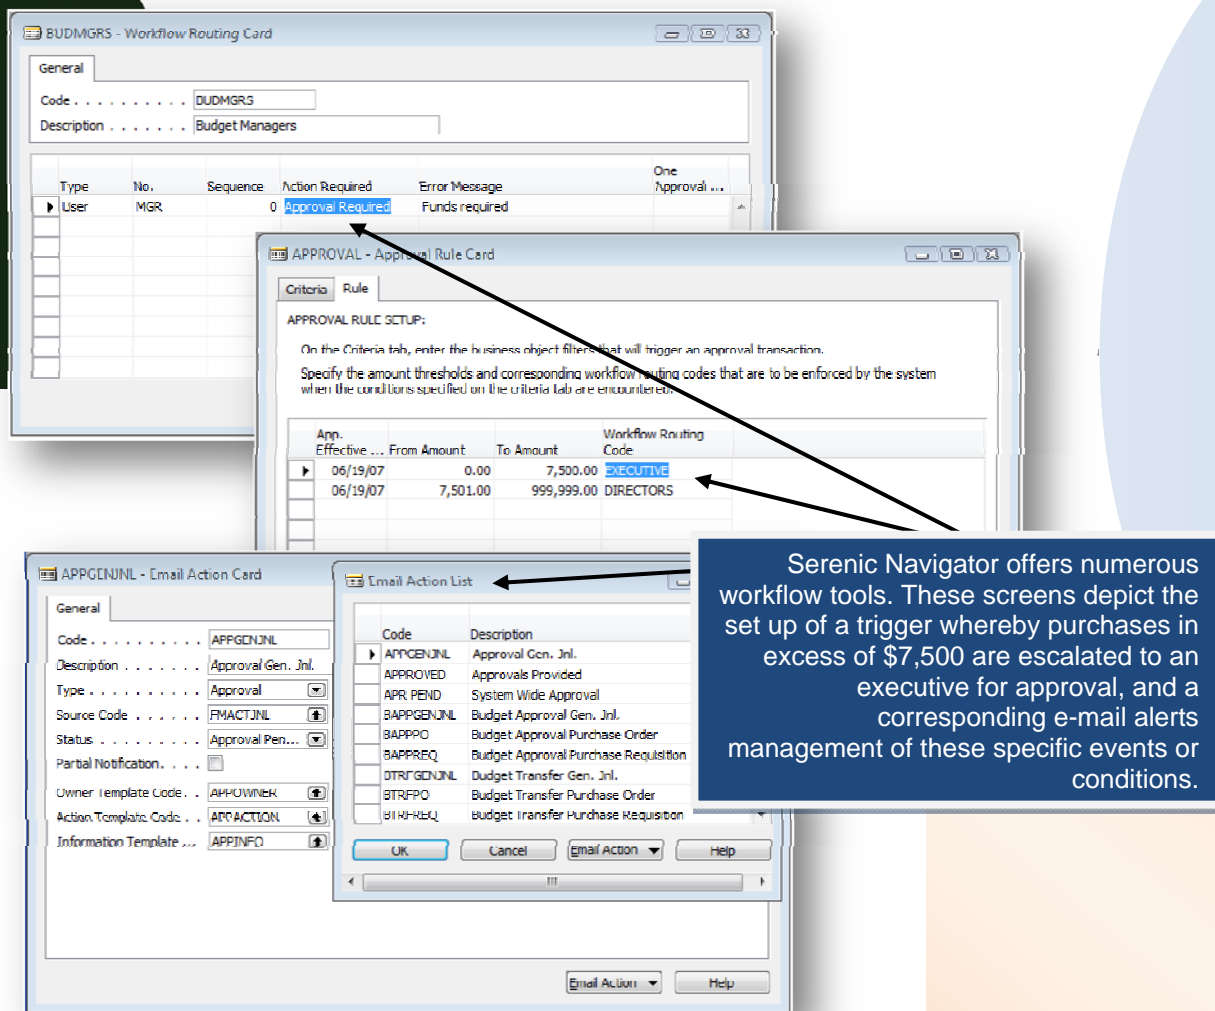 BUDMGRS - Workflow Routing Card
General
Code . . . . . . . . . . BUDMGRS
Description . . . . . . . Budget Managers
Type No. Sequence Action Required Error Message One Approval ...
User MGR 0 Approval Required Funds required
APPROVAL - Approval Rule Card
Criteria Rule
APPROVAL RULE SETUP:
On the Criteria tab, enter the business object filters that will trigger an approval transaction.
Specify the amount thresholds and corresponding workflow routing codes that are to be enforced by the system
when the conditions specified on the criteria tab are encountered.
App. Effective ... From Amount To Amount Workflow Routing Code
06/19/07 0.00 7,500.00 EXECUTIVE
06/19/07 7,501.00 999,999.00 DIRECTORS
APPGENJNL - Email Action Card
General
Code . . . . . . . . . . APPGENJNL
Description . . . . . . . Approval Gen. Jnl.
Type . . . . . . . . . . Approval
Source Code . . . . . . FMACTJNL
Status . . . . . . . . . Approval Pen...
Partial Notification . . . .
Owner Template Code . . APPOWNER
Action Template Code . . APPACTION
Information Template ... APPINFO
Email Action List
Code Description
APPGENJNL Approval Gen. Jnl.
APPROVED Approvals Provided
APR PEND System Wide Approval
BAPPGENJNL Budget Approval Gen. Jnl.
BAPPPO Budget Approval Purchase Order
BAPPREQ Budget Approval Purchase Requisition
BTRFGENJNL Budget Transfer Gen. Jnl.
BTRFPO Budget Transfer Purchase Order
BTRFREQ Budget Transfer Purchase Requisition
OK Cancel Email Action Help
Email Action Help
Serenic Navigator offers numerous
workflow tools. These screens depict the
set up of a trigger whereby purchases in
excess of $7,500 are escalated to an
executive for approval, and a
corresponding e-mail alerts
management of these specific events or
conditions.